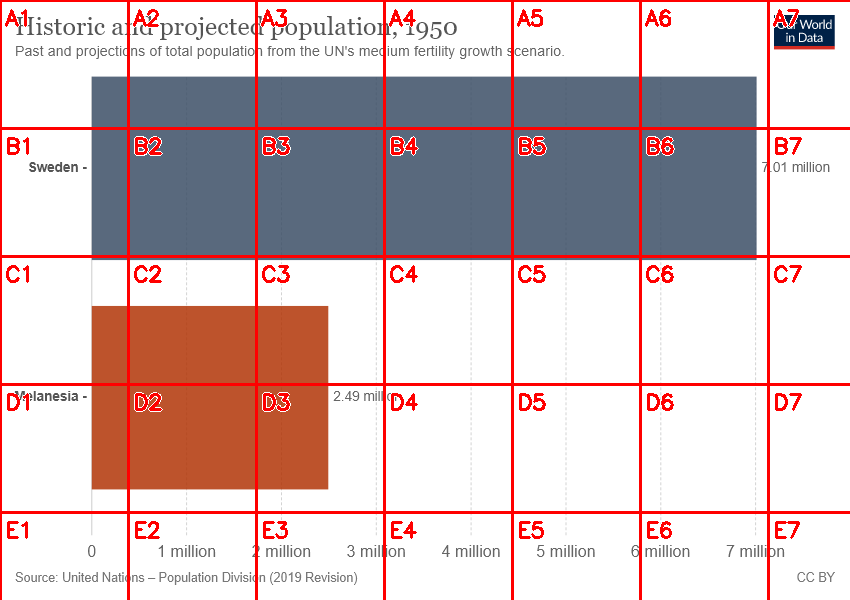 Historic and projected population, 1950
Past and projections of total population from the UN's medium fertility growth scenario.
Our World
in Data
Sweden -
7.01 million
Melanesia -
2.49 million
0
1 million
2 million
3 million
4 million
5 million
6 million
7 million
Source: United Nations – Population Division (2019 Revision)
CC BY
A1
A2
A3
A4
A5
A6
A7
B1
B2
B3
B4
B5
B6
B7
C1
C2
C3
C4
C5
C6
C7
D1
D2
D3
D4
D5
D6
D7
E1
E2
E3
E4
E5
E6
E7